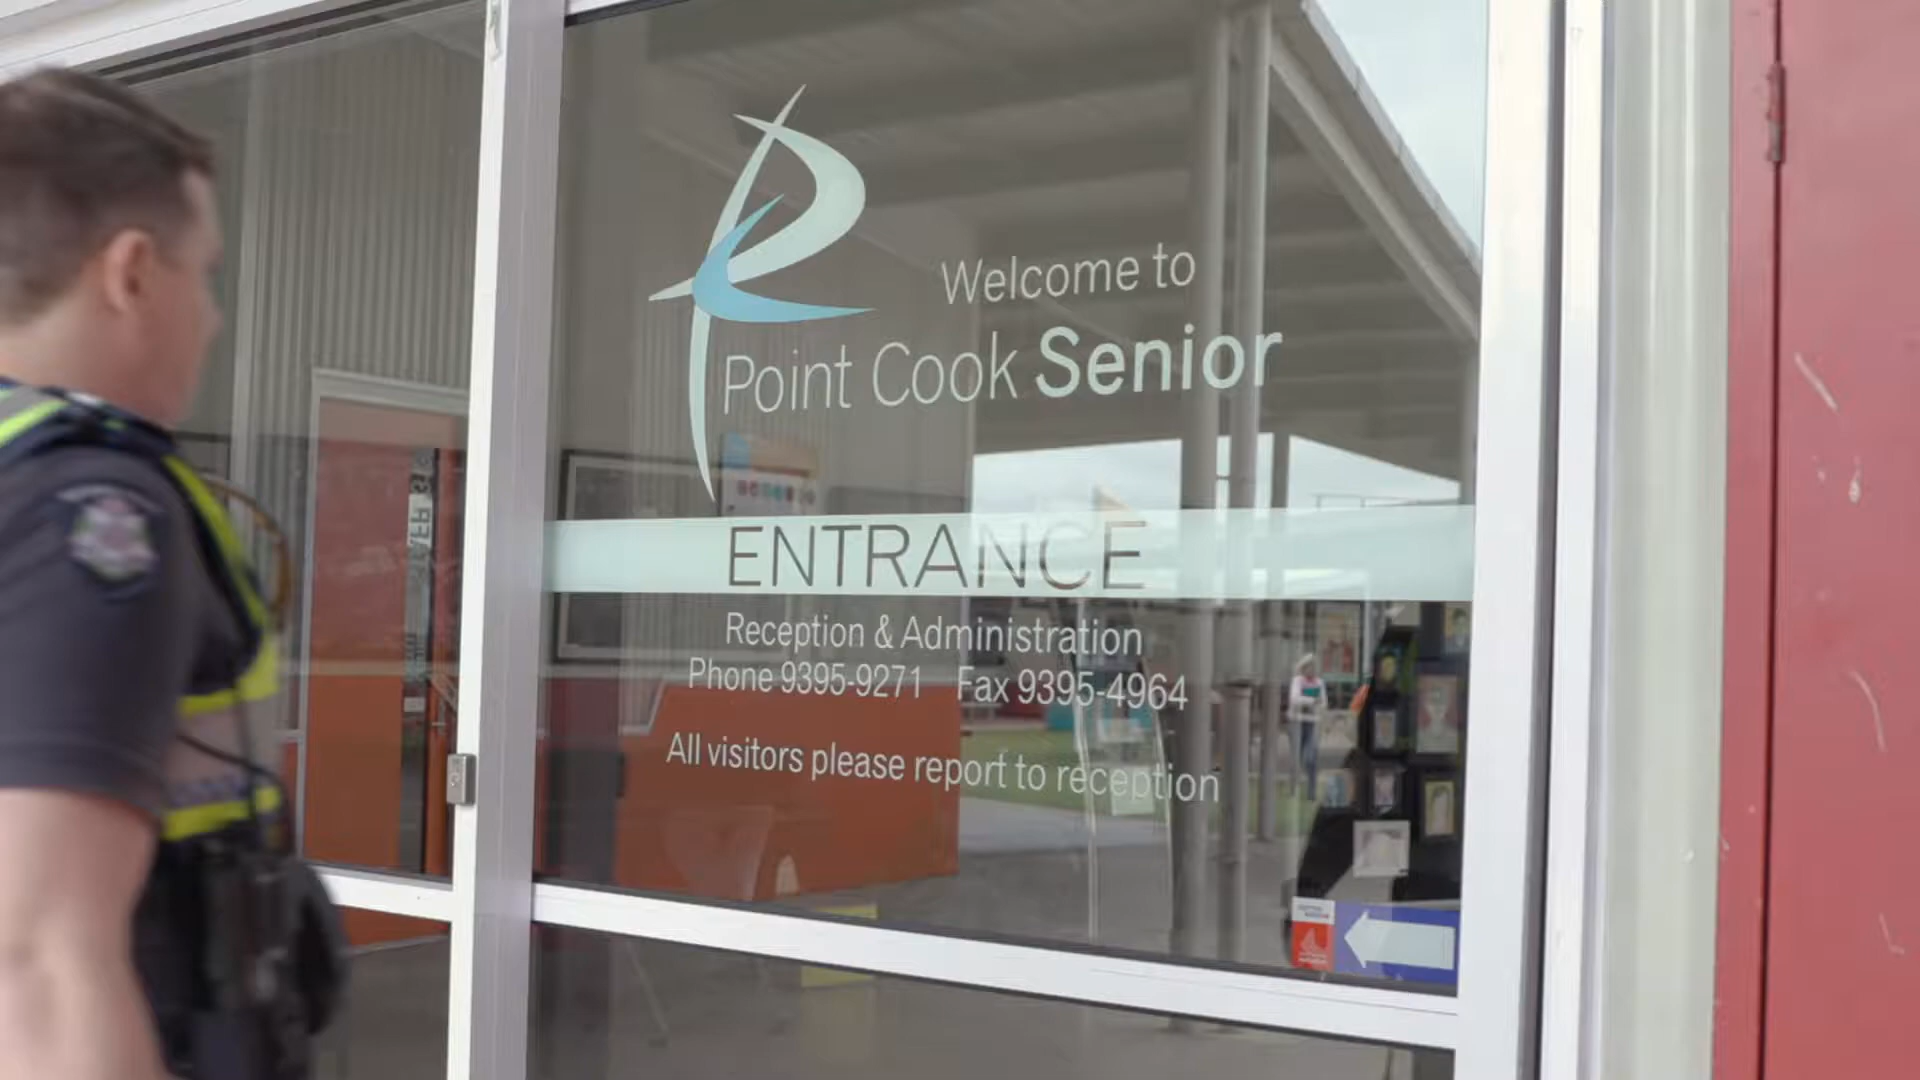 Welcome to
Point Cook Senior
ENTRANCE
Reception & Administration
Phone 9395-9271 Fax 9395-4964
All visitors please report to reception